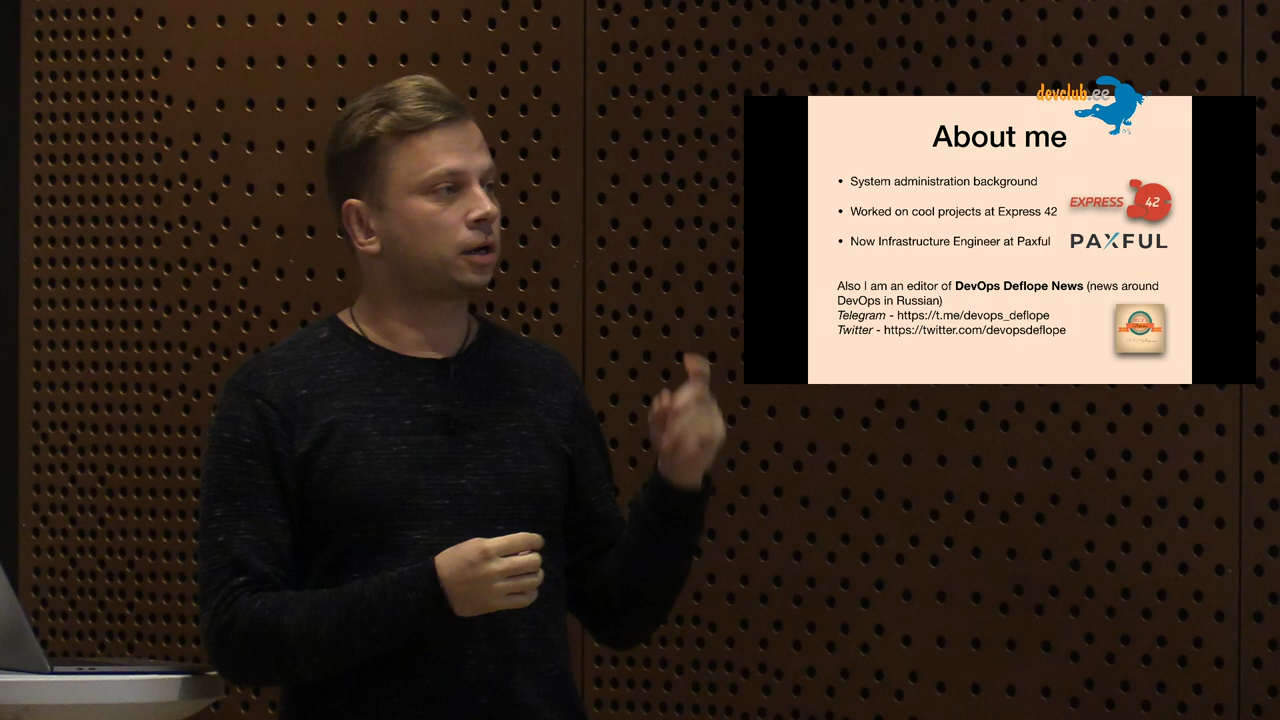 devclub.ee
About me
• System administration background
• Worked on cool projects at Express 42
• Now Infrastructure Engineer at Paxful
EXPRESS 42
PAXFUL
Also I am an editor of DevOps Deflope News (news around
DevOps in Russian)
Telegram - https://t.me/devops_deflope
Twitter - https://twitter.com/devopsdeflope